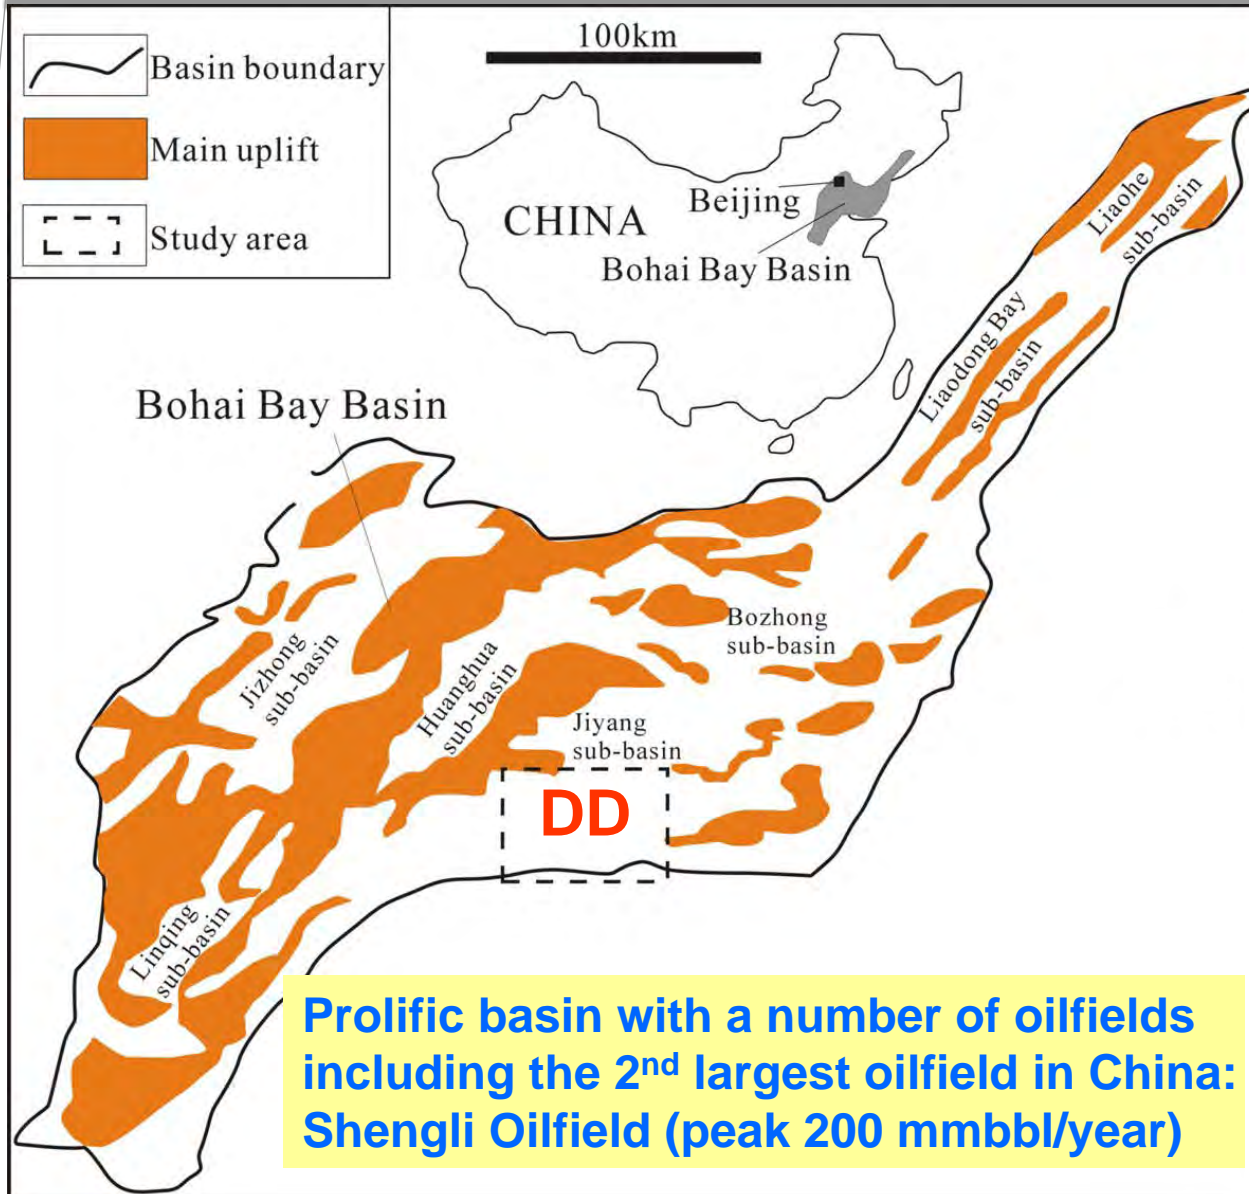 Basin boundary
Main uplift
Study area
100km
CHINA
Beijing
Bohai Bay Basin
Bohai Bay Basin
Liaohe
sub-basin
Liaodong Bay
sub-basin
Bozhong
sub-basin
Jizhong
sub-basin
Huanghua
sub-basin
Jiyang
sub-basin
DD
Linqing
sub-basin
Prolific basin with a number of oilfields
including the 2nd largest oilfield in China:
Shengli Oilfield (peak 200 mmbbl/year)